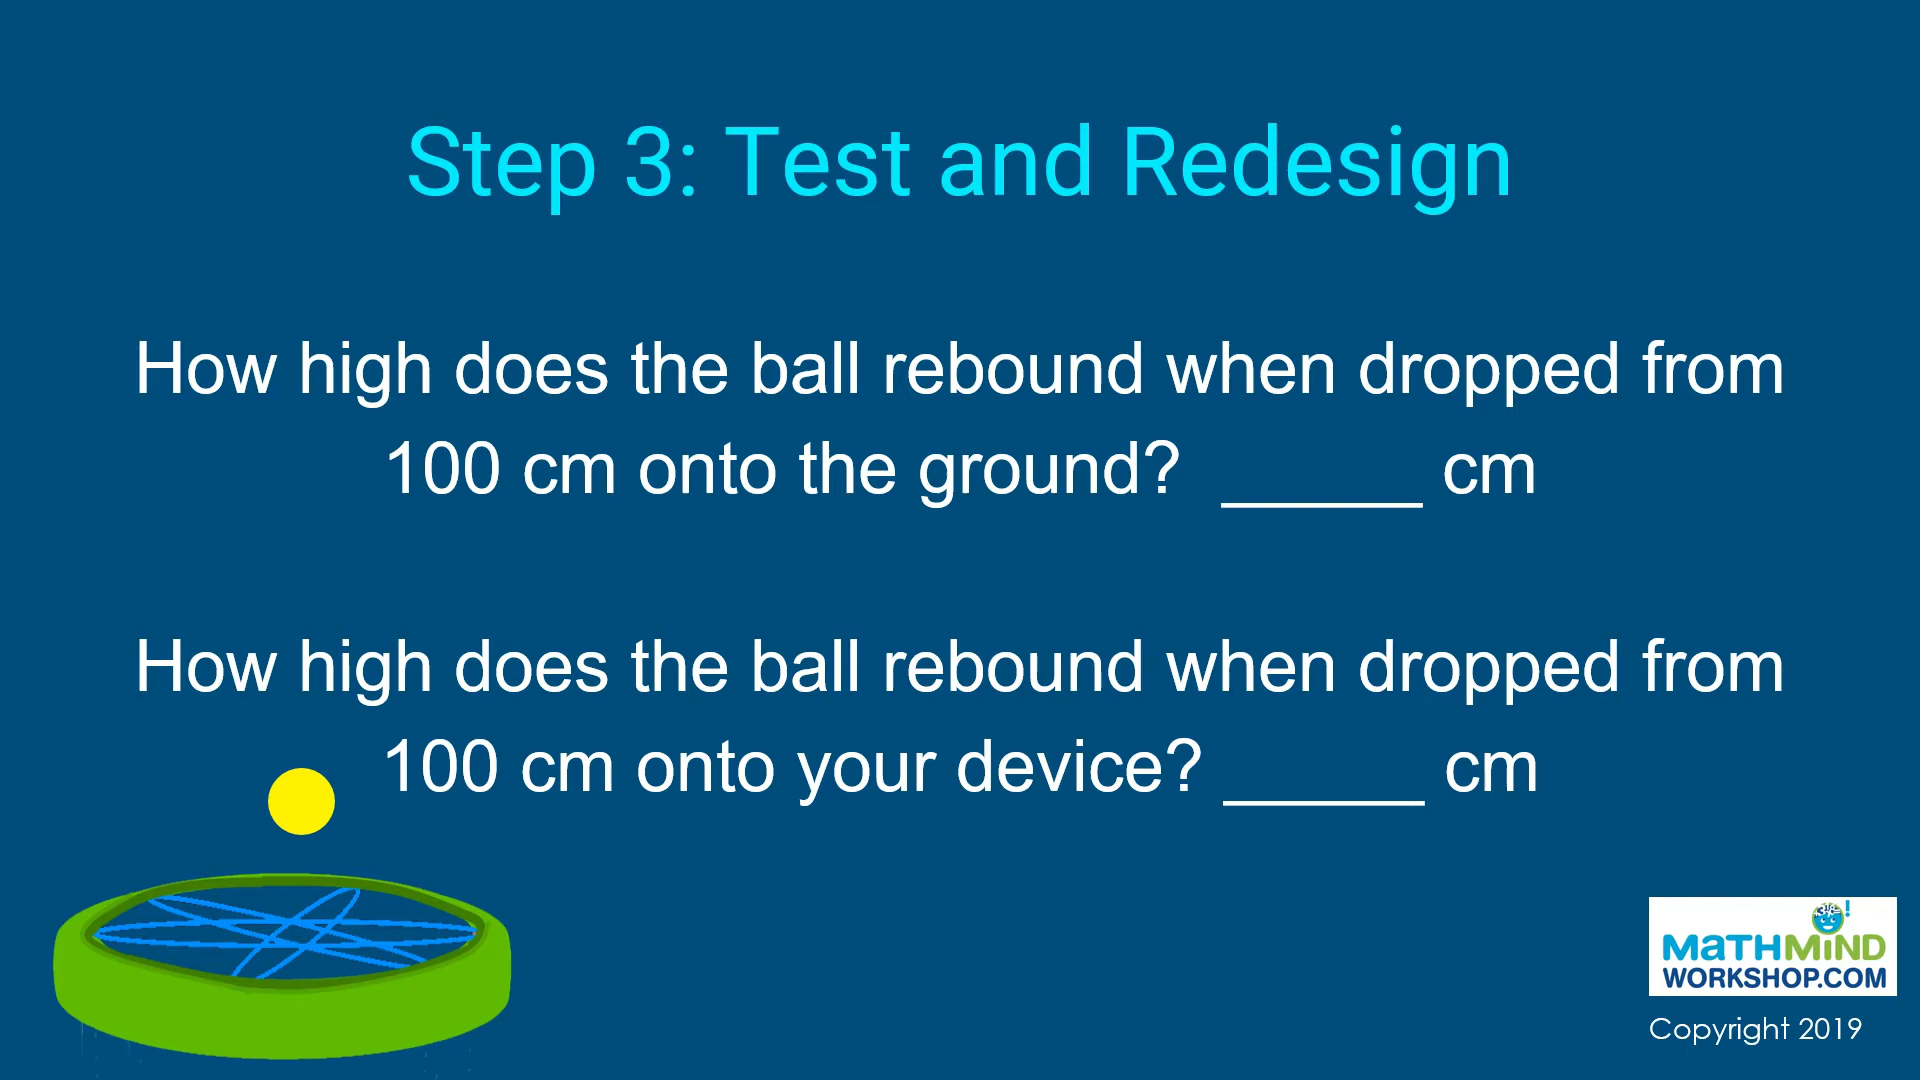 Step 3: Test and Redesign
How high does the ball rebound when dropped from
100 cm onto the ground? ______ cm
How high does the ball rebound when dropped from
100 cm onto your device? ______ cm
MaTHMiND
WORKSHOP.COM
Copyright 2019